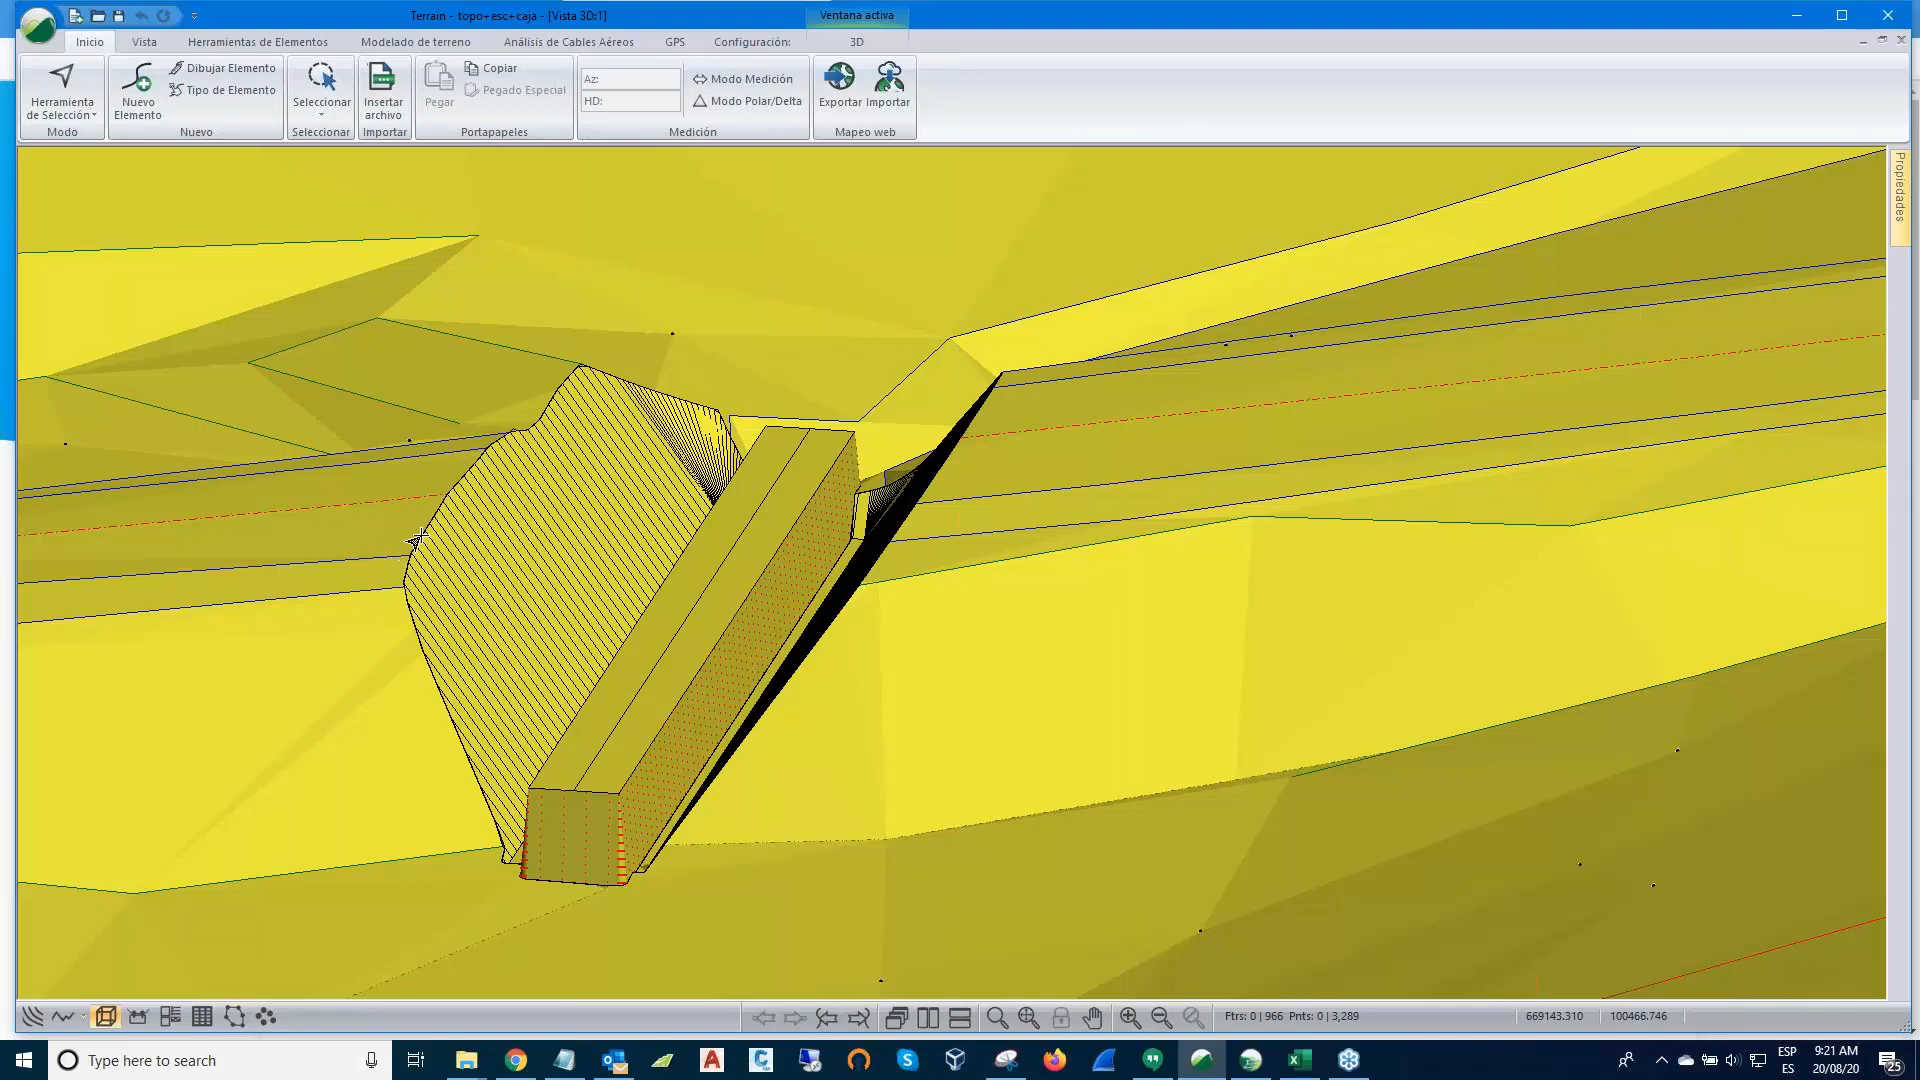 Terrain - topo+esc+caja - [Vista 3D:1]
Ventana activa
Inicio
Vista
Herramientas de Elementos
Modelado de terreno
Análisis de Cables Aéreos
GPS
Configuración:
3D
Herramienta
de Selección
Modo
Nuevo
Elemento
Dibujar Elemento
Tipo de Elemento
Nuevo
Seleccionar
Seleccionar
Insertar
archivo
Importar
Pegar
Copiar
Pegado Especial
Portapapeles
Az:
HD:
Modo Medición
Modo Polar/Delta
Medición
Exportar
Importar
Mapeo web
Propiedades
Ftrs: 0 | 966 Pnts: 0 | 3,289
669143.310
100466.746
Type here to search
ESP
ES
9:21 AM
20/08/20
25